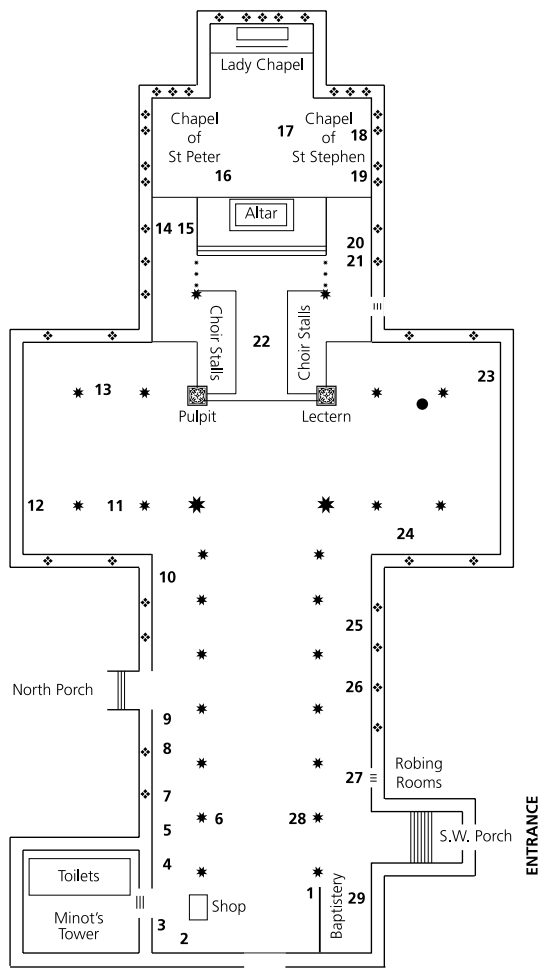 Lady Chapel
Chapel
of
St Peter
17
Chapel
of
St Stephen
18
16
19
14 15
Altar
20
21
Choir Stalls
22
Choir Stalls
13
23
Pulpit
Lectern
12
11
24
10
25
North Porch
26
9
8
27
Robing
Rooms
7
5
6
28
S.W. Porch
ENTRANCE
4
Toilets
1
29
Baptistery
Shop
Minot's
Tower
3
2